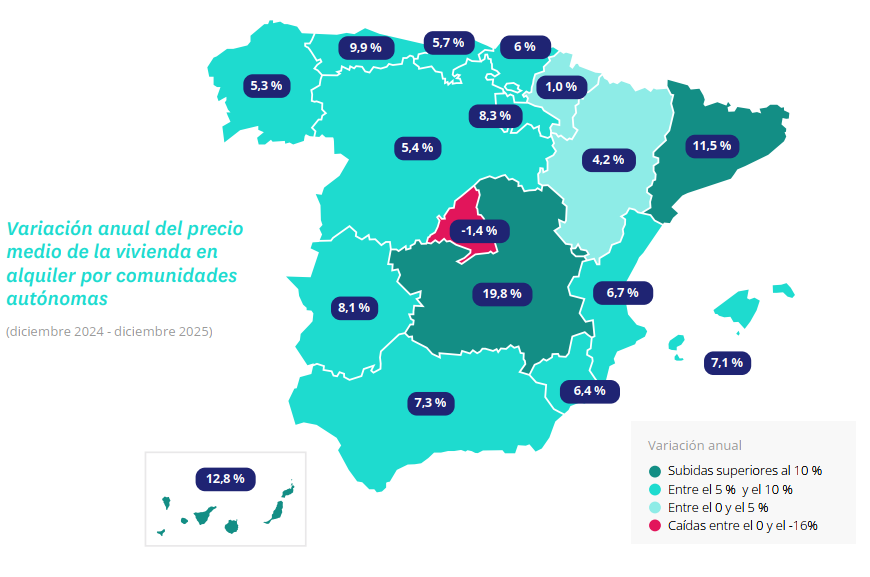 9,9 %
5,7 %
6 %
5,3 %
1,0 %
8,3 %
5,4 %
4,2 %
11,5 %
Variación anual del precio
medio de la vivienda en
alquiler por comunidades
autónomas
(diciembre 2024 - diciembre 2025)
-1,4 %
19,8 %
6,7 %
8,1 %
7,1 %
6,4 %
7,3 %
12,8 %
Variación anual
Subidas superiores al 10 %
Entre el 5 % y el 10 %
Entre el 0 y el 5 %
Caídas entre el 0 y el -16%